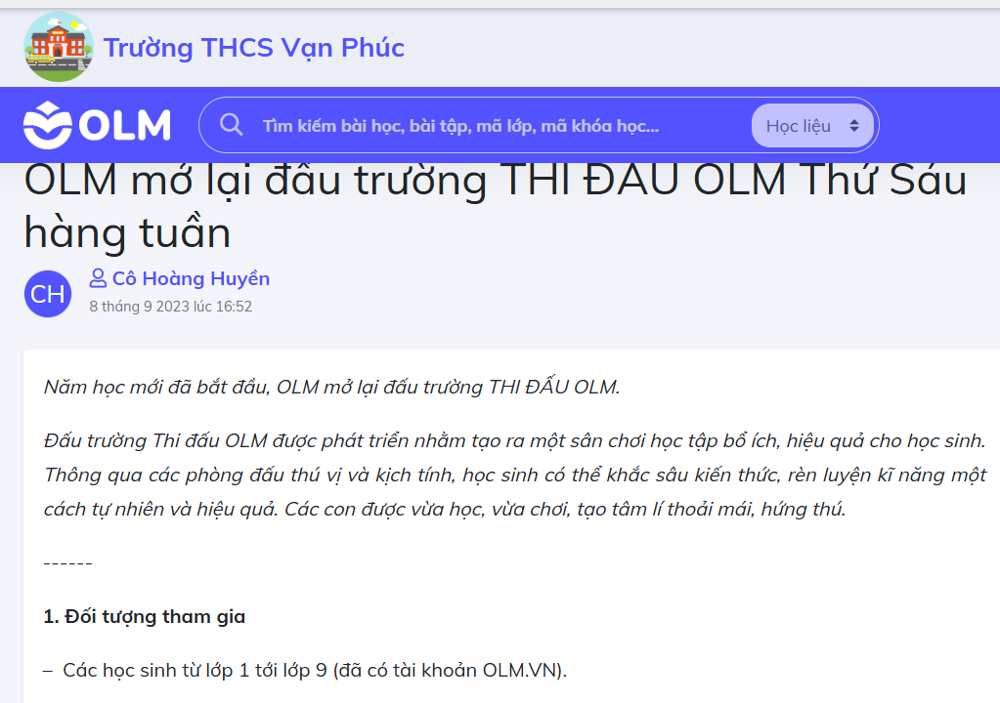 Trường THCS Vạn Phúc
OLM
Tìm kiếm bài học, bài tập, mã lớp, mã khóa học...
Học liệu
OLM mở lại đấu trường THI ĐẤU OLM Thứ Sáu
hàng tuần
CH
Cô Hoàng Huyền
8 tháng 9 2023 lúc 16:52
Năm học mới đã bắt đầu, OLM mở lại đấu trường THI ĐẤU OLM.
Đấu trường Thi đấu OLM được phát triển nhằm tạo ra một sân chơi học tập bổ ích, hiệu quả cho học sinh.
Thông qua các phòng đấu thú vị và kịch tính, học sinh có thể khắc sâu kiến thức, rèn luyện kĩ năng một
cách tự nhiên và hiệu quả. Các con được vừa học, vừa chơi, tạo tâm lí thoải mái, hứng thú.
------
1. Đối tượng tham gia
– Các học sinh từ lớp 1 tới lớp 9 (đã có tài khoản OLM.VN).